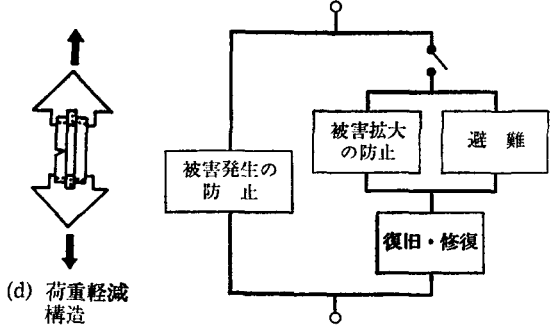 (d) 荷重軽減
構造
被害発生の
防止
被害拡大
の防止
避難
復旧・修復